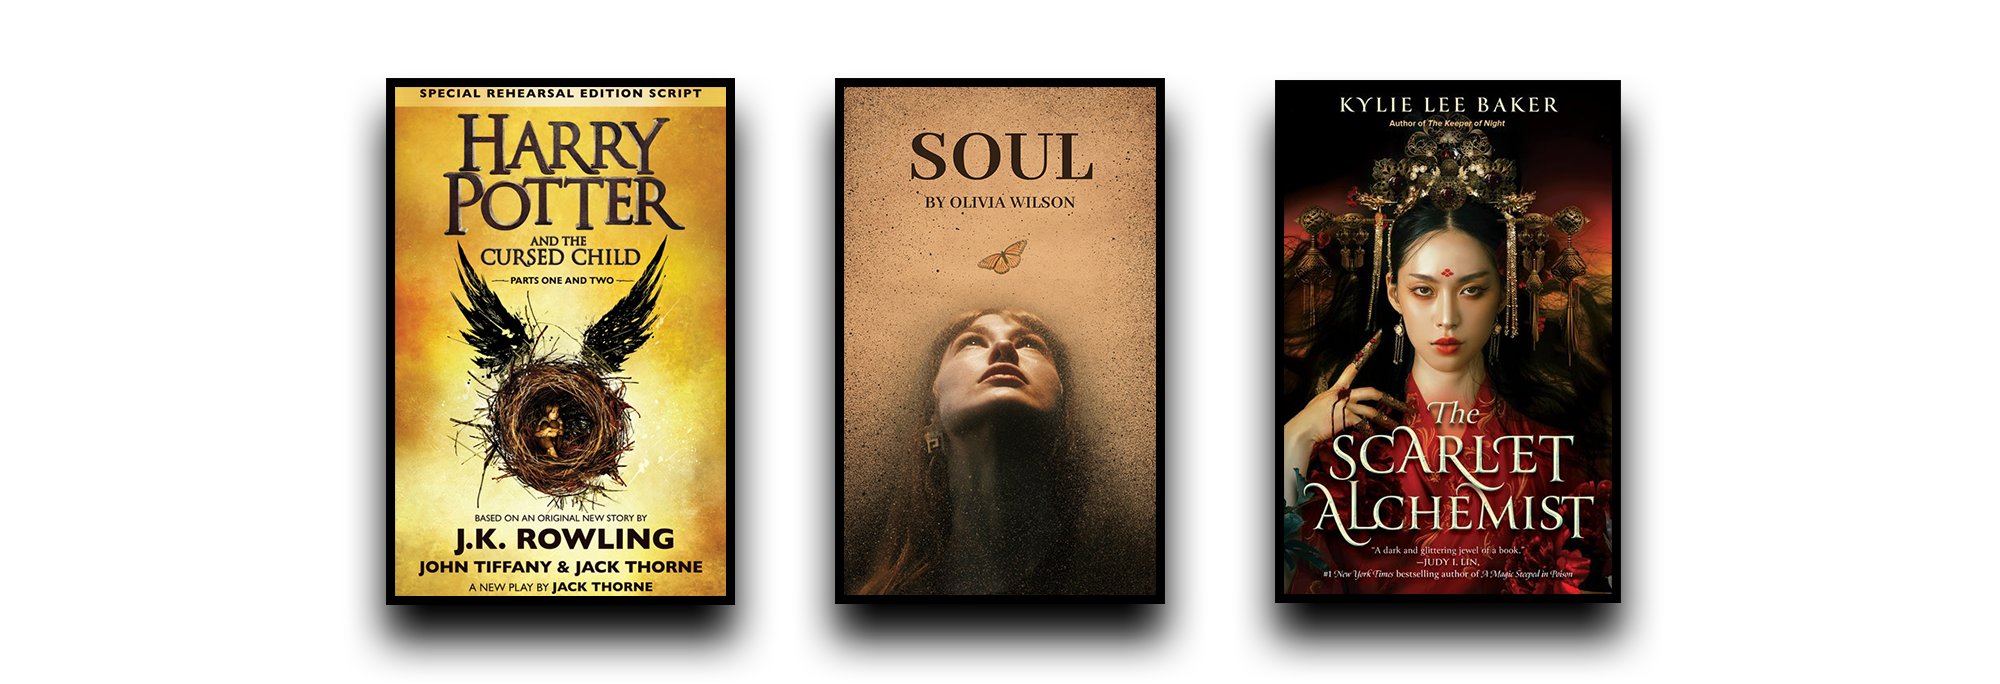 SPECIAL REHEARSAL EDITION SCRIPT
HARRY
POTTER
AND THE
CURSED CHILD
PARTS ONE AND TWO
BASED ON AN ORIGINAL NEW STORY BY
J.K. ROWLING
JOHN TIFFANY & JACK THORNE
A NEW PLAY BY JACK THORNE
SOUL
BY OLIVIA WILSON
KYLIE LEE BAKER
Author of The Keeper of Night
The
SCARLET
ALCHEMIST
"A dark and glittering jewel of a book."
—JUDY I. LIN,
#1 New York Times bestselling author of A Magic Steeped in Poison